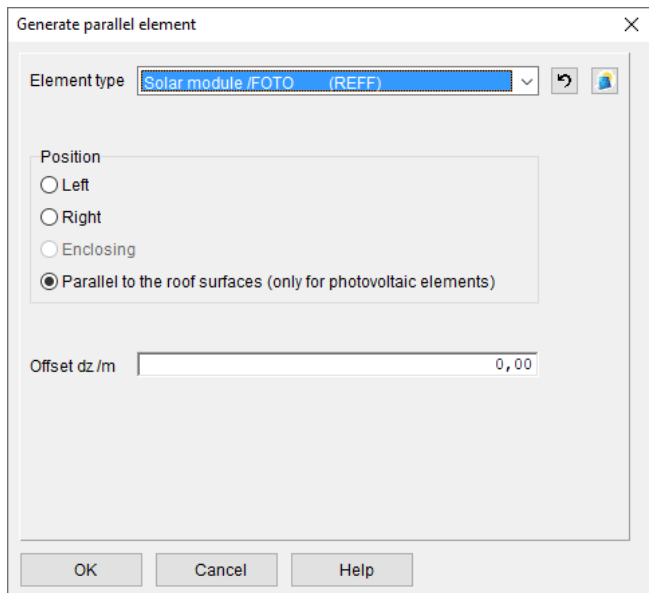 Generate parallel element
Element type Solar module /FOTO (REFF)
Position
Left
Right
Enclosing
Parallel to the roof surfaces (only for photovoltaic elements)
Offset dz /m 0,00
OK Cancel Help